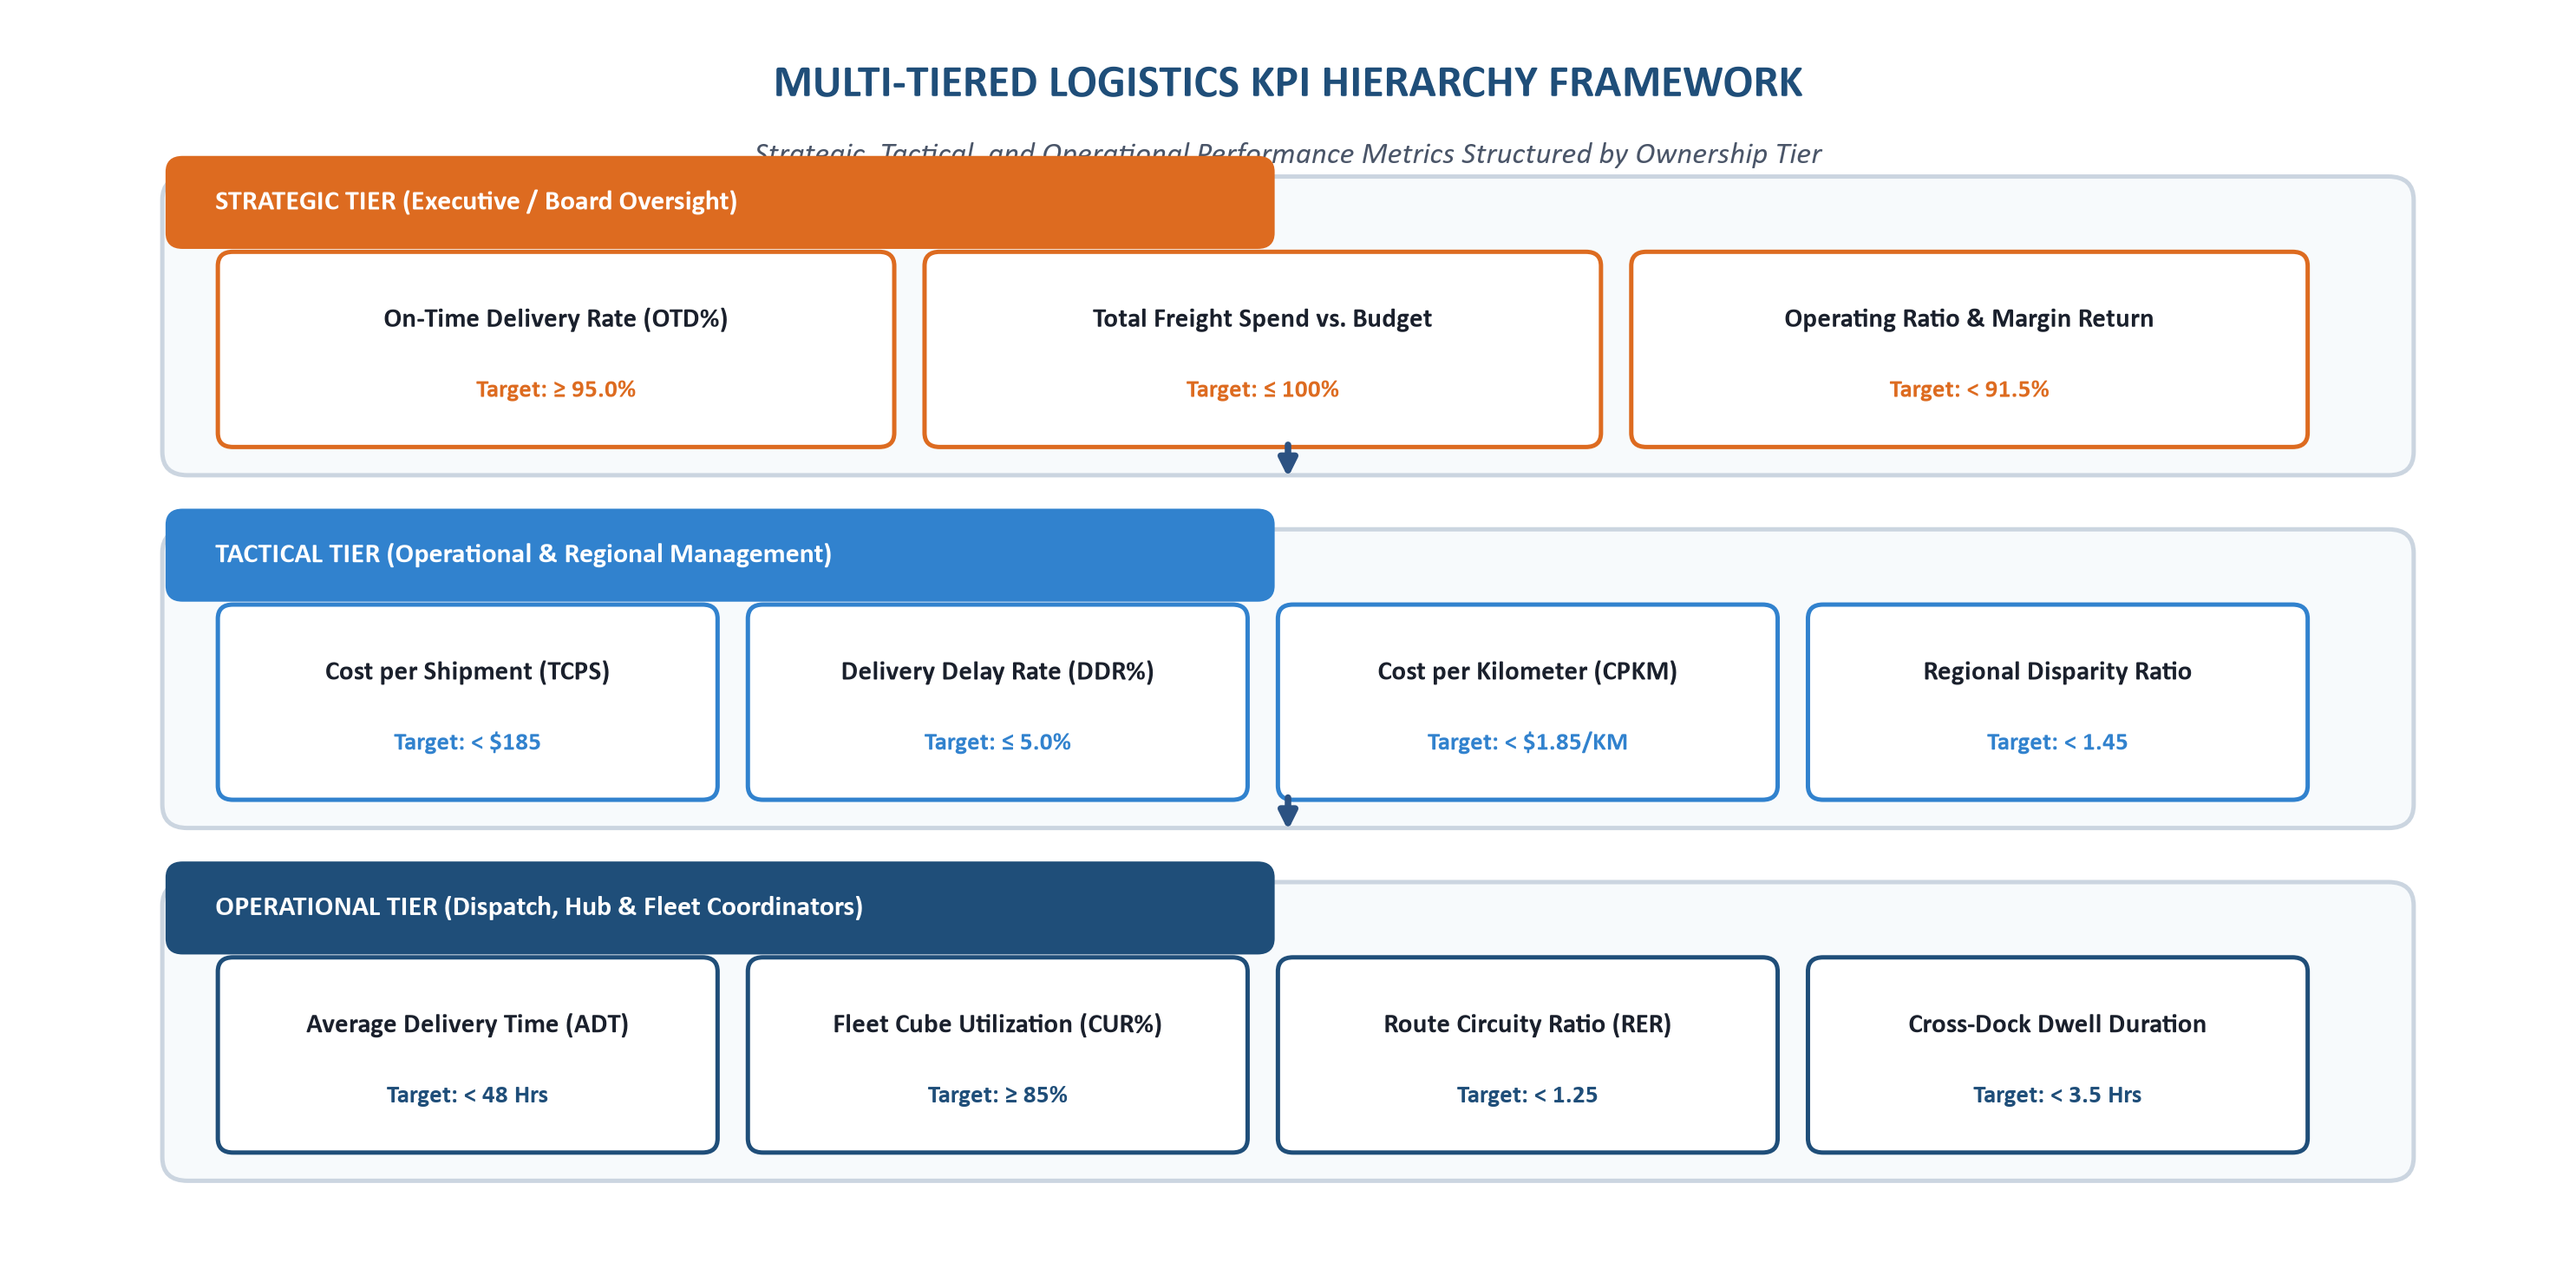 MULTI-TIERED LOGISTICS KPI HIERARCHY FRAMEWORK
Strategic, Tactical, and Operational Performance Metrics Structured by Ownership Tier
STRATEGIC TIER (Executive / Board Oversight)
On-Time Delivery Rate (OTD%)
Target: ≥ 95.0%
Total Freight Spend vs. Budget
Target: ≤ 100%
Operating Ratio & Margin Return
Target: < 91.5%
TACTICAL TIER (Operational & Regional Management)
Cost per Shipment (TCPS)
Target: < $185
Delivery Delay Rate (DDR%)
Target: ≤ 5.0%
Cost per Kilometer (CPKM)
Target: < $1.85/KM
Regional Disparity Ratio
Target: < 1.45
OPERATIONAL TIER (Dispatch, Hub & Fleet Coordinators)
Average Delivery Time (ADT)
Target: < 48 Hrs
Fleet Cube Utilization (CUR%)
Target: ≥ 85%
Route Circuity Ratio (RER)
Target: < 1.25
Cross-Dock Dwell Duration
Target: < 3.5 Hrs